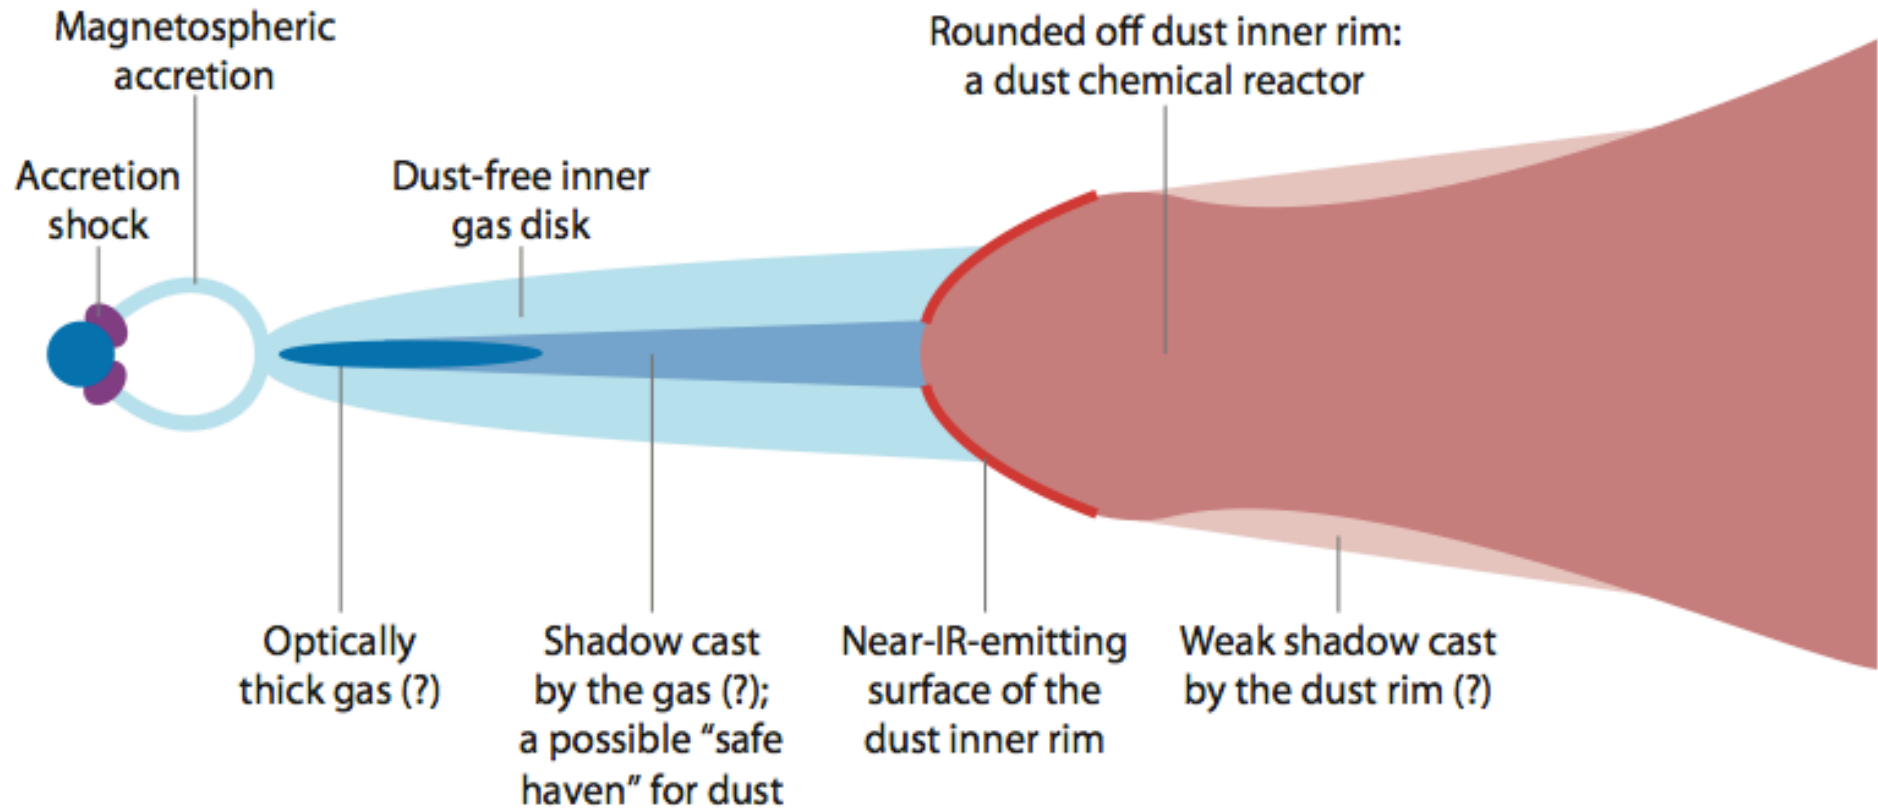 Magnetospheric
accretion
Rounded off dust inner rim:
a dust chemical reactor
Accretion
shock
Dust-free inner
gas disk
Optically
thick gas (?)
Shadow cast
by the gas (?);
a possible “safe
haven” for dust
Near-IR-emitting
surface of the
dust inner rim
Weak shadow cast
by the dust rim (?)